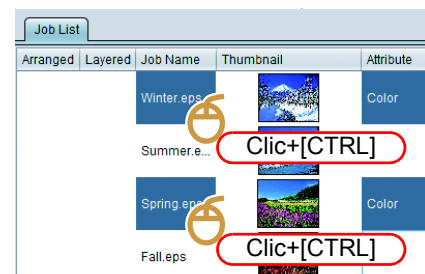 Job List
Arranged Layered Job Name Thumbnail Attribute
Winter.eps Color
Clic+[CTRL]
Summer.e...
Spring.eps Color
Clic+[CTRL]
Fall.eps